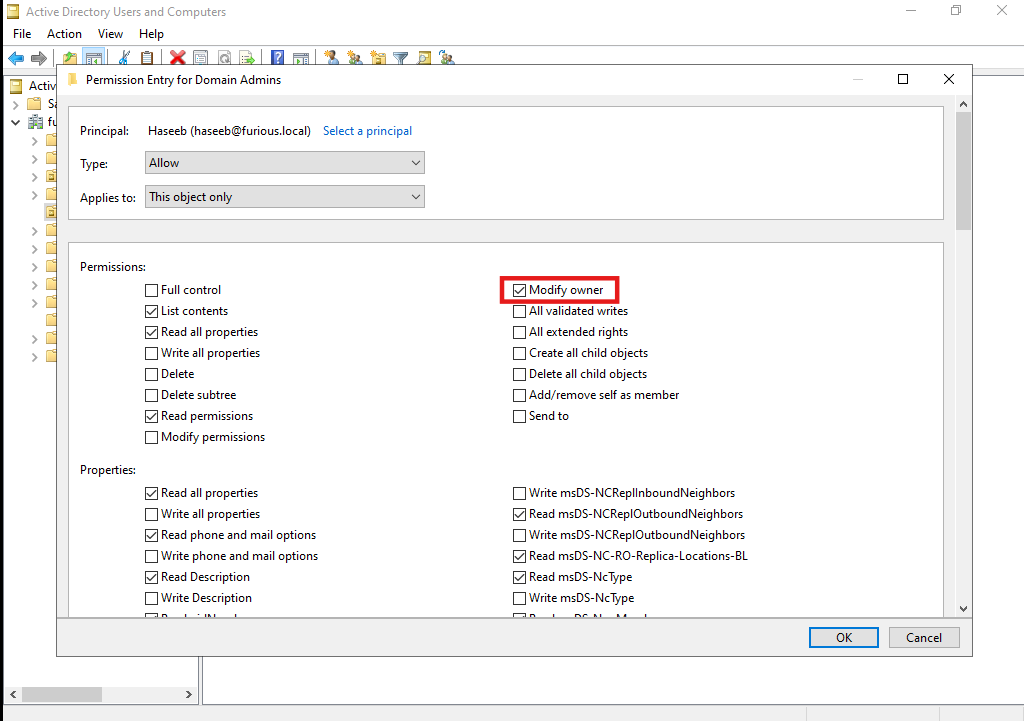 Active Directory Users and Computers
File Action View Help
Activ
Sa
fu
Permission Entry for Domain Admins
Principal: Haseeb (haseeb@furious.local) Select a principal
Type: Allow
Applies to: This object only
Permissions:
Full control
List contents
Read all properties
Write all properties
Delete
Delete subtree
Read permissions
Modify permissions
Modify owner
All validated writes
All extended rights
Create all child objects
Delete all child objects
Add/remove self as member
Send to
Properties:
Read all properties
Write all properties
Read phone and mail options
Write phone and mail options
Read Description
Write Description
Write msDS-NCReplInboundNeighbors
Read msDS-NCReplOutboundNeighbors
Write msDS-NCReplOutboundNeighbors
Read msDS-NC-RO-Replica-Locations-BL
Read msDS-NcType
Write msDS-NcType
OK Cancel